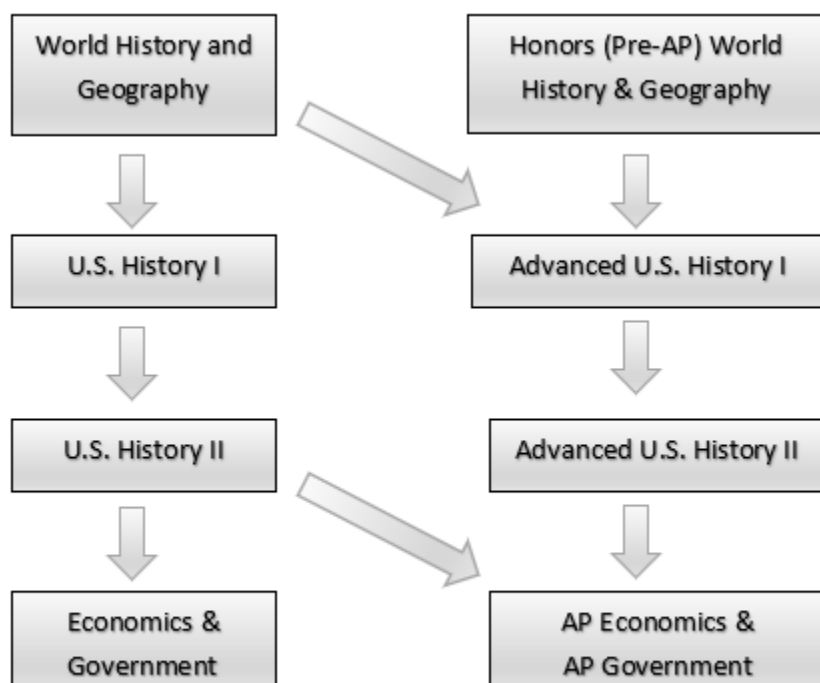 World History and
Geography
Honors (Pre-AP) World
History & Geography
U.S. History I
Advanced U.S. History I
U.S. History II
Advanced U.S. History II
Economics &
Government
AP Economics &
AP Government